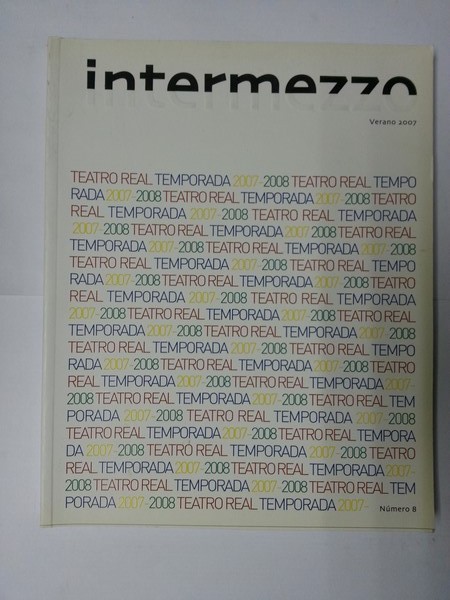 intermezzo
Verano 2007
TEATRO REAL TEMPORADA 2007-2008 TEATRO REAL TEMPO
RADA 2007-2008 TEATRO REAL TEMPORADA 2007-2008 TEATRO
REAL TEMPORADA 2007-2008 TEATRO REAL TEMPORADA
2007-2008 TEATRO REAL TEMPORADA 2007-2008 TEATRO REAL
TEMPORADA 2007-2008 TEATRO REAL TEMPORADA 2007-2008
TEATRO REAL TEMPORADA 2007-2008 TEATRO REAL TEMPO
RADA 2007-2008 TEATRO REAL TEMPORADA 2007-2008 TEATRO
REAL TEMPORADA 2007-2008 TEATRO REAL TEMPORADA
2007-2008 TEATRO REAL TEMPORADA 2007-2008 TEATRO REAL
TEMPORADA 2007-2008 TEATRO REAL TEMPORADA 2007-2008
TEATRO REAL TEMPORADA 2007-2008 TEATRO REAL TEMPO
RADA 2007-2008 TEATRO REAL TEMPORADA 2007-2008 TEATRO
REAL TEMPORADA 2007-2008 TEATRO REAL TEMPORADA 2007-
2008 TEATRO REAL TEMPORADA 2007-2008 TEATRO REAL TEM
PORADA 2007-2008 TEATRO REAL TEMPORADA 2007-2008
TEATRO REAL TEMPORADA 2007-2008 TEATRO REAL TEMPORA
DA 2007-2008 TEATRO REAL TEMPORADA 2007-2008 TEATRO
REAL TEMPORADA 2007-2008 TEATRO REAL TEMPORADA 2007-
2008 TEATRO REAL TEMPORADA 2007-2008 TEATRO REAL TEM
PORADA 2007-2008 TEATRO REAL TEMPORADA 2007-
Número 8